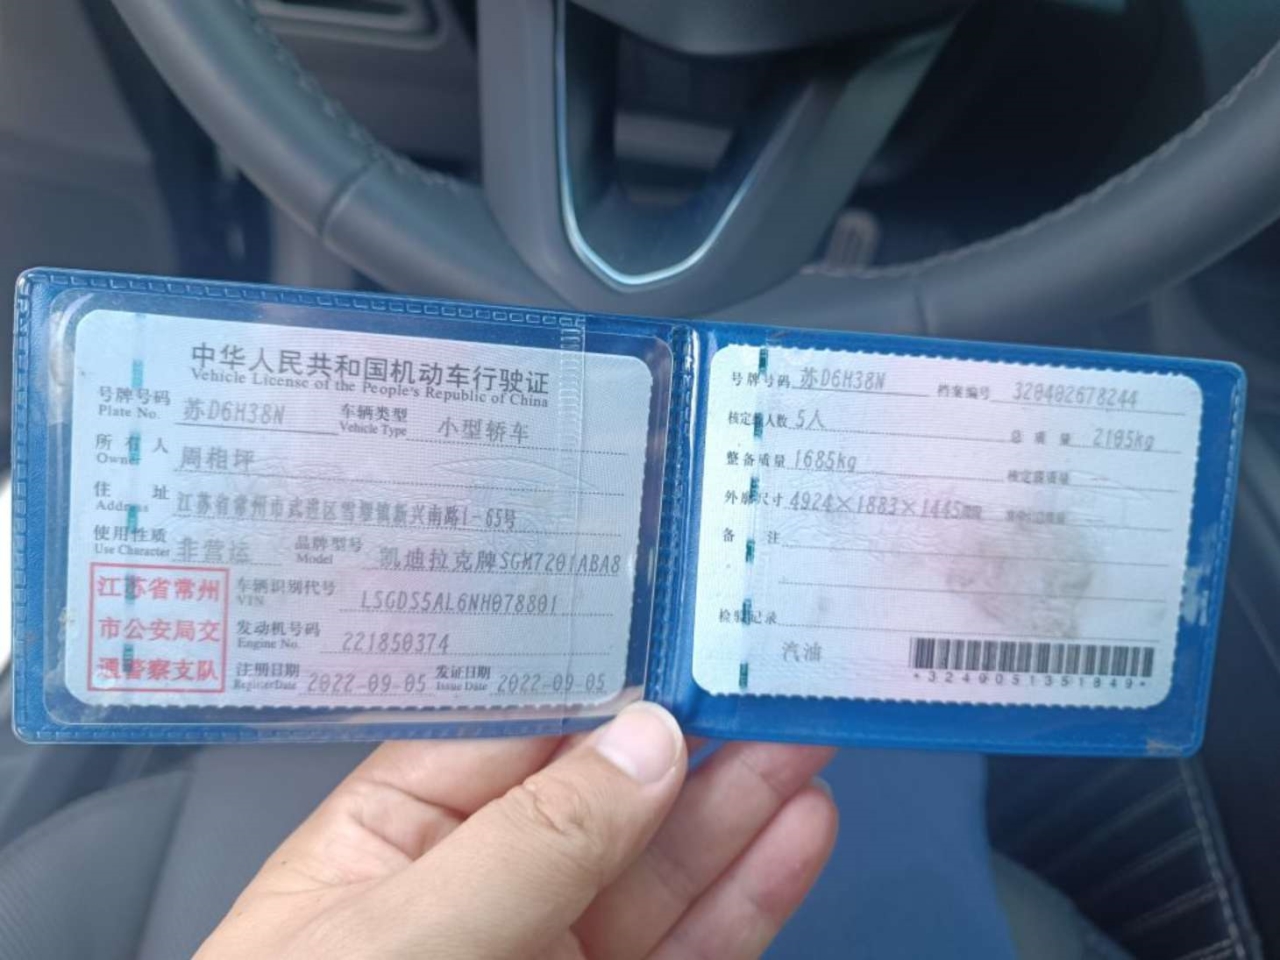 中华人民共和国机动车行驶证
Vehicle License of the People's Republic of China
号牌号码 苏D6H38N 车辆类型 小型轿车
Plate No. Vehicle Type
所有人 周相坪
Owner
住址 江苏省常州市武进区雪堰镇新兴南路1-65号
Address
使用性质 非营运 品牌型号 凯迪拉克牌SGM7201ABA8
Use Character Model
江苏省常州
市公安局交
通警察支队
车辆识别代号 LSGDS5AL6NH078801
VIN
发动机号码 221850374
Engine No.
注册日期 2022-09-05 发证日期 2022-09-05
Register Date Issue Date
号牌号码 苏D6H38N 档案编号 320402678244
核定载人数 5人 总质量 2105kg
整备质量 1685kg 核定载质量
外廓尺寸 4924×1883×1445mm
备注
检验记录
汽油
*3249051351849*